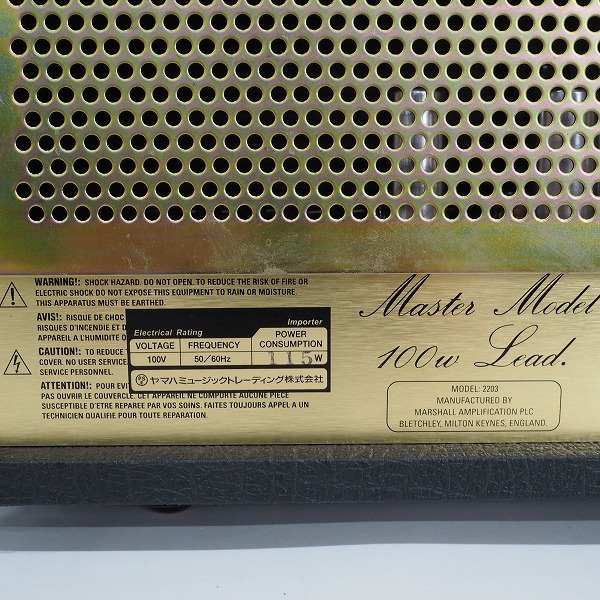 WARNING!: SHOCK HAZARD. DO NOT OPEN. TO REDUCE THE RISK OF FIRE OR
ELECTRIC SHOCK DO NOT EXPOSE THIS EQUIPMENT TO RAIN OR MOISTURE.
THIS APPARATUS MUST BE EARTHED.
AVIS!: RISQUE DE CHOC
RISQUES D'INCENDIE ET D
APPAREIL A L'HUMIDITE O
CAUTION!: TO REDUCE
COVER. NO USER SERVICE
SERVICE PERSONNEL.
ATTENTION!: POUR EVI
PAS OUVRIR LE COUVERCLE. CET APPAREIL NE COMPORTE AUCUNE PIECE
SUSCEPTIBLE D'ETRE REPAREE PAR VOS SOINS. FAITES TOUJOURS APPEL A UN
TECHNICIEN QUALIFIE POUR TOUTE REPARATION.
Electrical Rating Importer
VOLTAGE FREQUENCY POWER CONSUMPTION
100V 50/60Hz 115W
ヤマハミュージックトレーディング株式会社
Master Model
100w Lead.
MODEL: 2203
MANUFACTURED BY
MARSHALL AMPLIFICATION PLC
BLETCHLEY, MILTON KEYNES, ENGLAND.